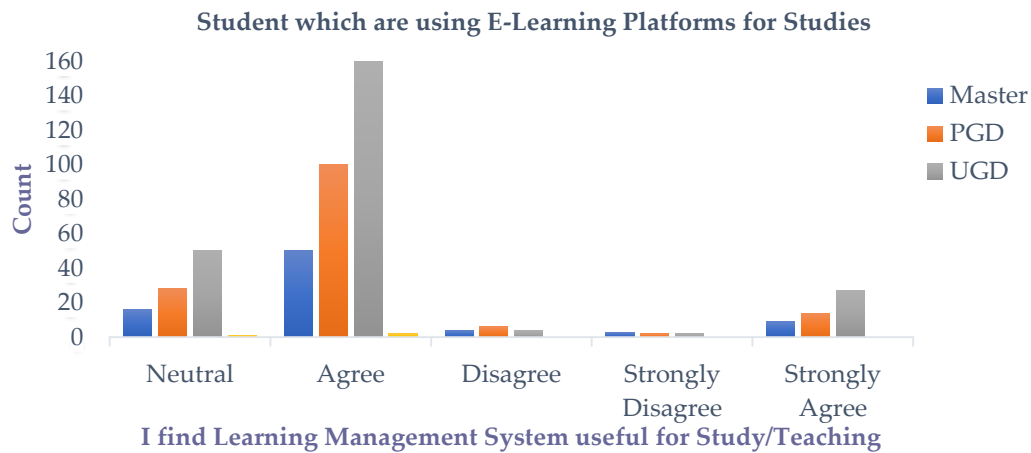 Student which are using E-Learning Platforms for Studies
160
140
120
100
80
60
40
20
0
Count
Master
PGD
UGD
Neutral
Agree
Disagree
Strongly
Disagree
Strongly
Agree
I find Learning Management System useful for Study/Teaching